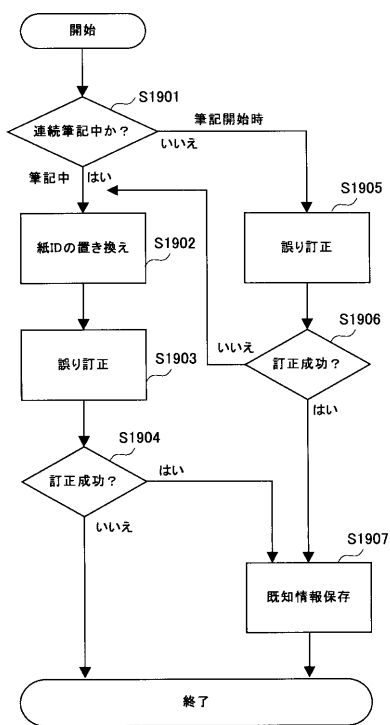 開始
S1901
連続筆記中か？
筆記開始時
いいえ
筆記中
はい
S1905
紙IDの置き換え
S1902
誤り訂正
S1906
いいえ
訂正成功？
はい
誤り訂正
S1903
S1904
訂正成功？
はい
いいえ
S1907
既知情報保存
終了